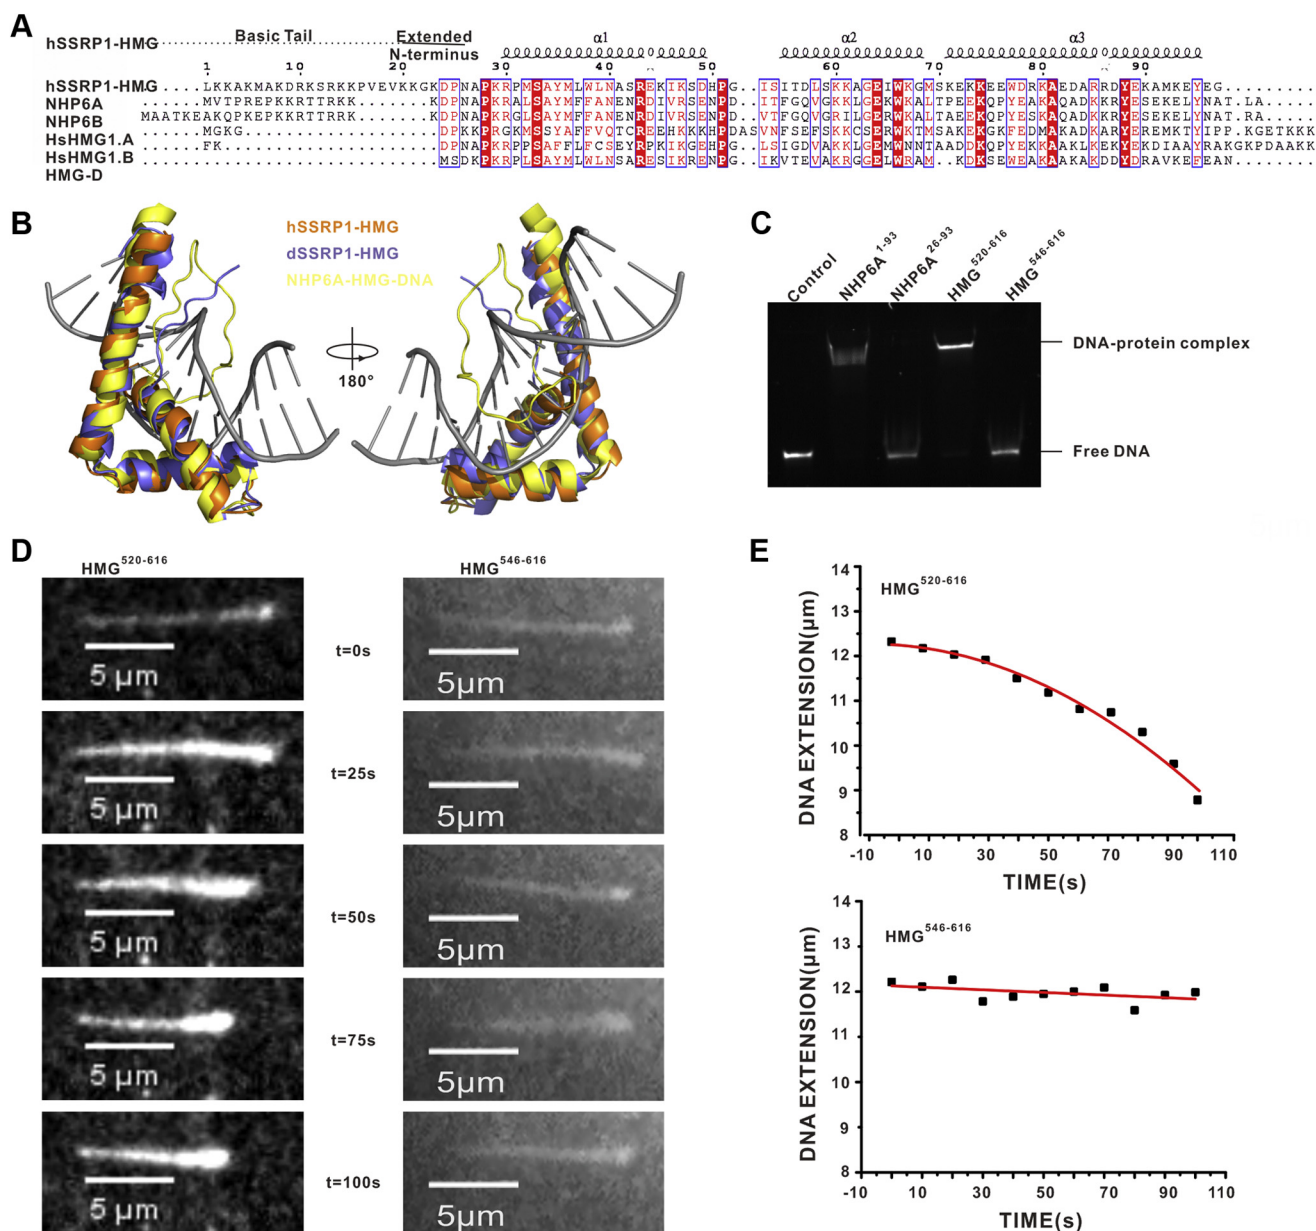 A
hSSRP1-HMG
Basic Tail
Extended
N-terminus
α1
α2
α3
1 10 20 30 40 50 60 70 80 90
hSSRP1-HMG
NHP6A
NHP6B
HsHMG1.A
HsHMG1.B
HMG-D
B
hSSRP1-HMG
dSSRP1-HMG
NHP6A-HMG-DNA
180°
C
Control
NHP6A1-93
NHP6A26-93
HMG520-616
HMG546-616
DNA-protein complex
Free DNA
D
HMG520-616
HMG546-616
5 µm
t=0s
5µm
5 µm
t=25s
5µm
5 µm
t=50s
5µm
5 µm
t=75s
5µm
5 µm
t=100s
5µm
E
HMG520-616
DNA EXTENSION(µm)
14
13
12
11
10
9
8
-10 10 30 50 70 90 110
TIME(s)
HMG546-616
DNA EXTENSION(µm)
14
13
12
11
10
9
8
-10 10 30 50 70 90 110
TIME(s)